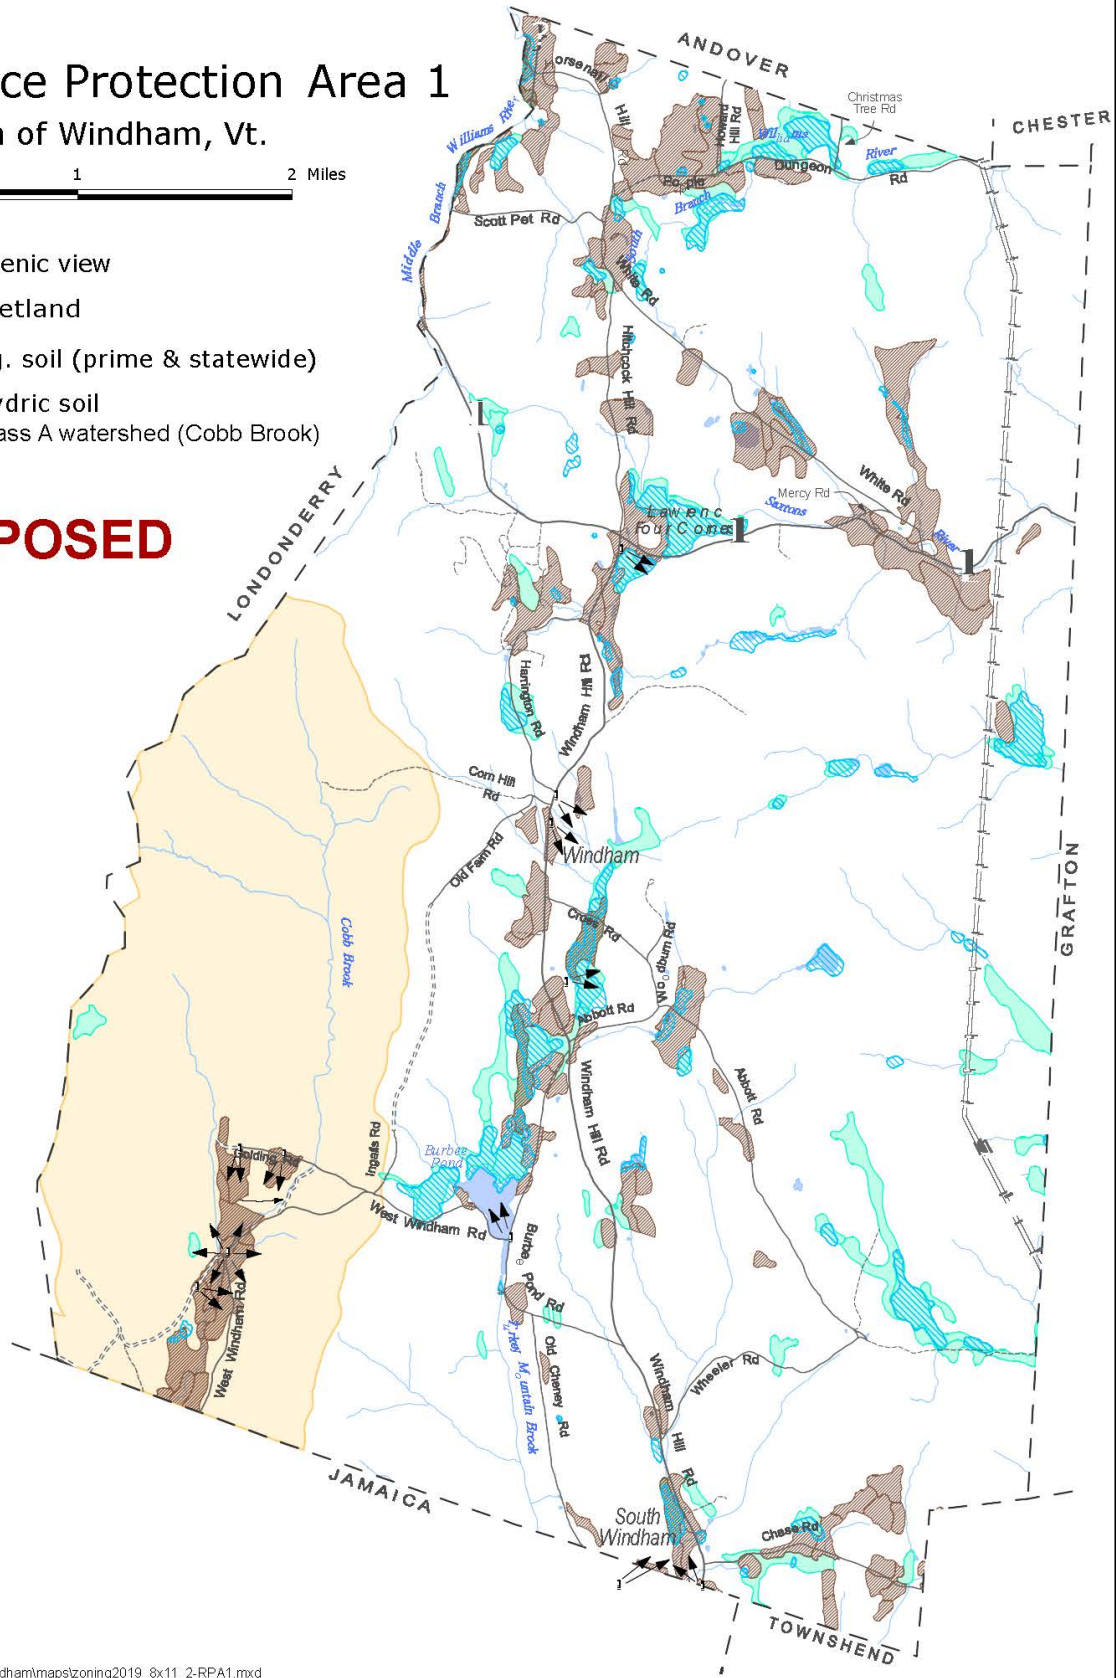 ce Protection Area 1
of Windham, Vt.
1
2 Miles
enic view
etland
. soil (prime & statewide)
ydric soil
ass A watershed (Cobb Brook)
POSED
ANDOVER
CHESTER
Christmas
Tree Rd
Hill
Rd
Howard
Hill Rd
Williams
River
Dungeon
Rd
Williams River
Branch
Middle
Branch
Scott Pet Rd
South
White Rd
Hitchcock Hill Rd
LONDONDERRY
White Rd
Mercy Rd
Saxtons
River
Lawrenc
Four Corners
1
1
Harrington Rd
Windham Hill Rd
Corn Hill
Rd
Old Farm Rd
Windham
GRAFTON
Cross Rd
Woodburn Rd
Abbott Rd
Cobb Brook
Windham Hill Rd
Abbott Rd
Ingalls Rd
Golding Rd
Burbee
Pond
West Windham Rd
Burbee Pond Rd
West Windham Rd
Turkey Mountain Brook
Old Cheney Rd
Windham
Hill
Rd
Wheeler Rd
JAMAICA
South
Windham
Chase Rd
TOWNSHEND
dham\maps\zoning2019_8x11_2-RPA1.mxd